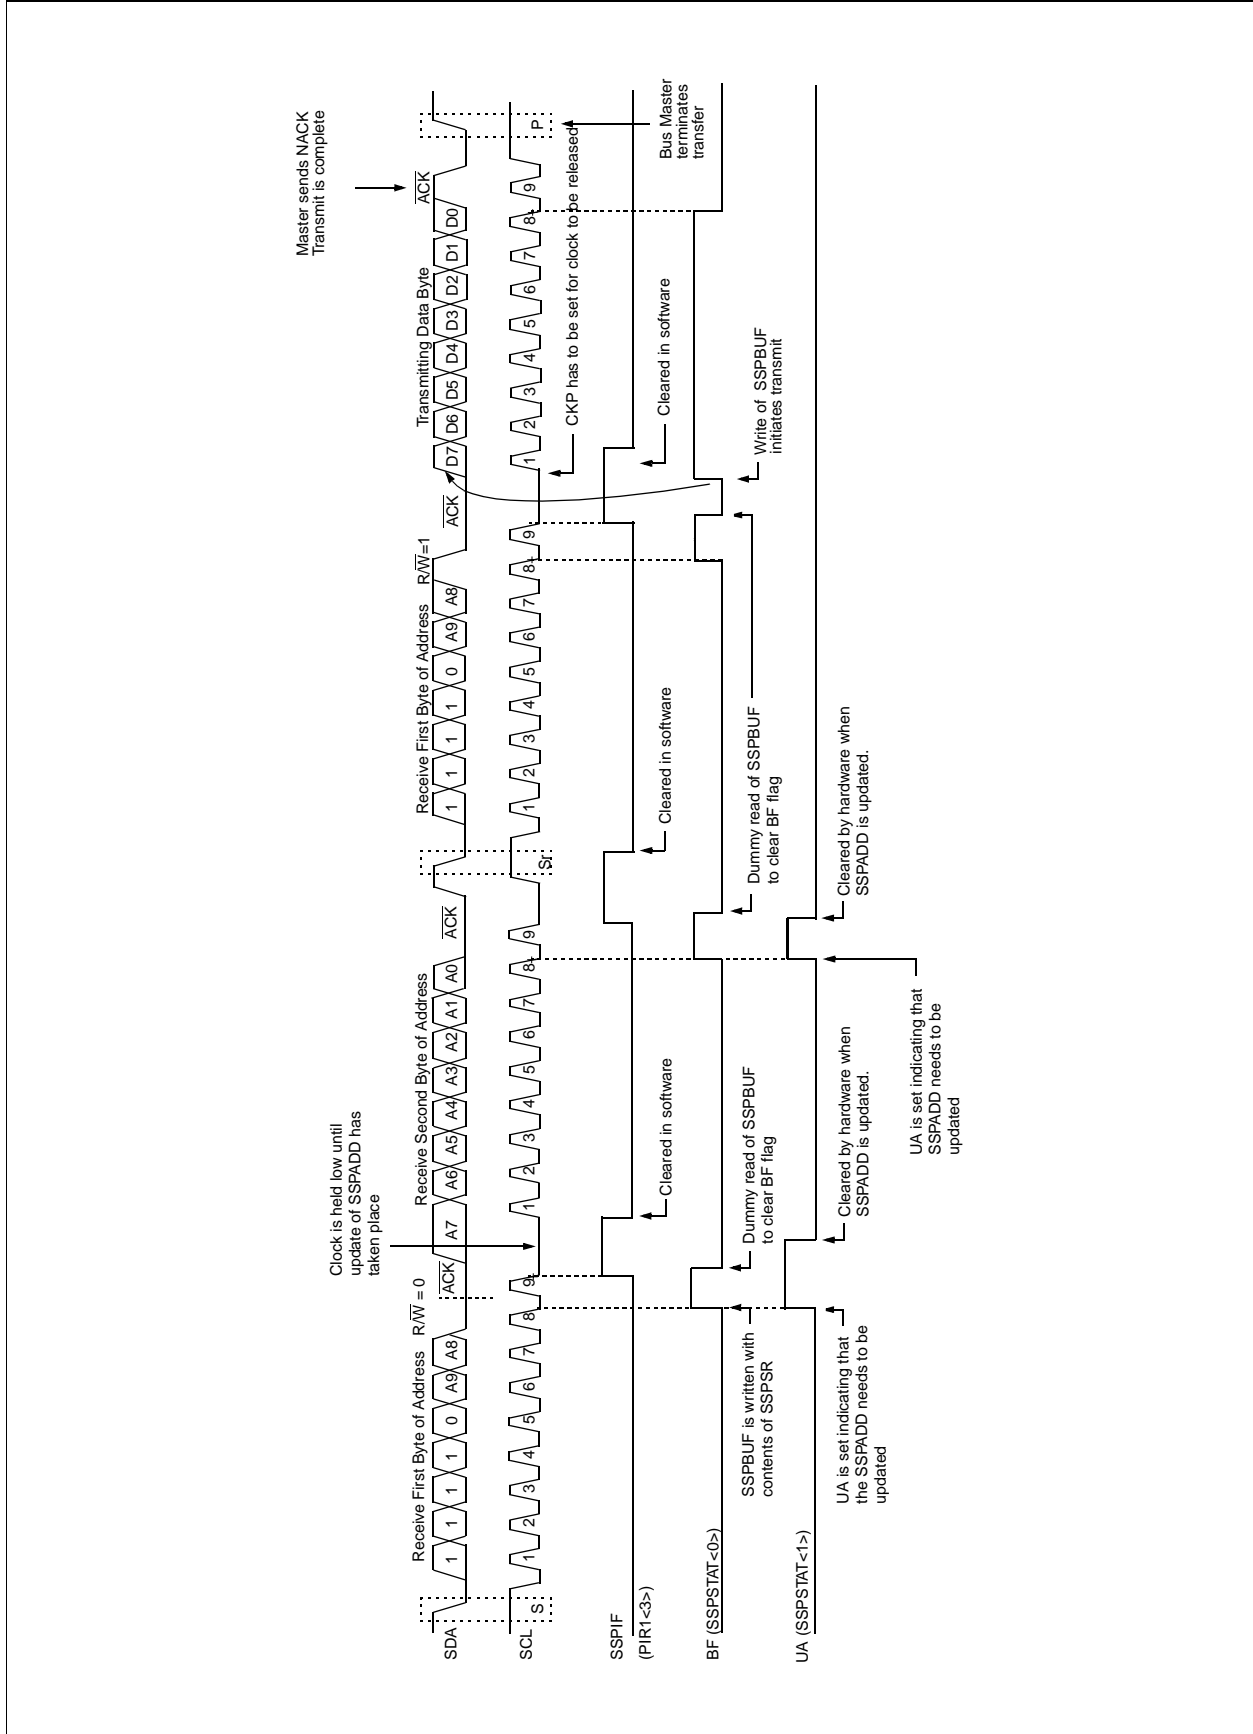 Master sends NACK
Transmit is complete
Clock is held low until
update of SSPADD has
taken place
Receive First Byte of Address R/W = 0
Receive Second Byte of Address
Receive First Byte of Address R/W=1
Transmitting Data Byte
SDA
1 1 1 1 0 A9 A8 ACK
A7 A6 A5 A4 A3 A2 A1 A0 ACK
1 1 1 1 0 A9 A8 ACK
D7 D6 D5 D4 D3 D2 D1 D0 ACK
SCL
S 1 2 3 4 5 6 7 8 9
1 2 3 4 5 6 7 8 9 Sr
1 2 3 4 5 6 7 8 9
1 2 3 4 5 6 7 8 9 P
CKP has to be set for clock to be released
Bus Master
terminates
transfer
SSPIF
(PIR1<3>)
Cleared in software
Cleared in software
Cleared in software
BF (SSPSTAT<0>)
SSPBUF is written with
contents of SSPSR
Dummy read of SSPBUF
to clear BF flag
Dummy read of SSPBUF
to clear BF flag
Write of SSPBUF
initiates transmit
UA (SSPSTAT<1>)
UA is set indicating that
the SSPADD needs to be
updated
Cleared by hardware when
SSPADD is updated.
UA is set indicating that
SSPADD needs to be
updated
Cleared by hardware when
SSPADD is updated.